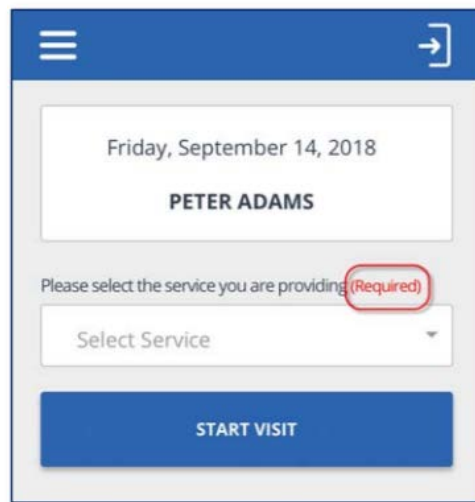 Friday, September 14, 2018
PETER ADAMS
Please select the service you are providing (Required)
Select Service
START VISIT